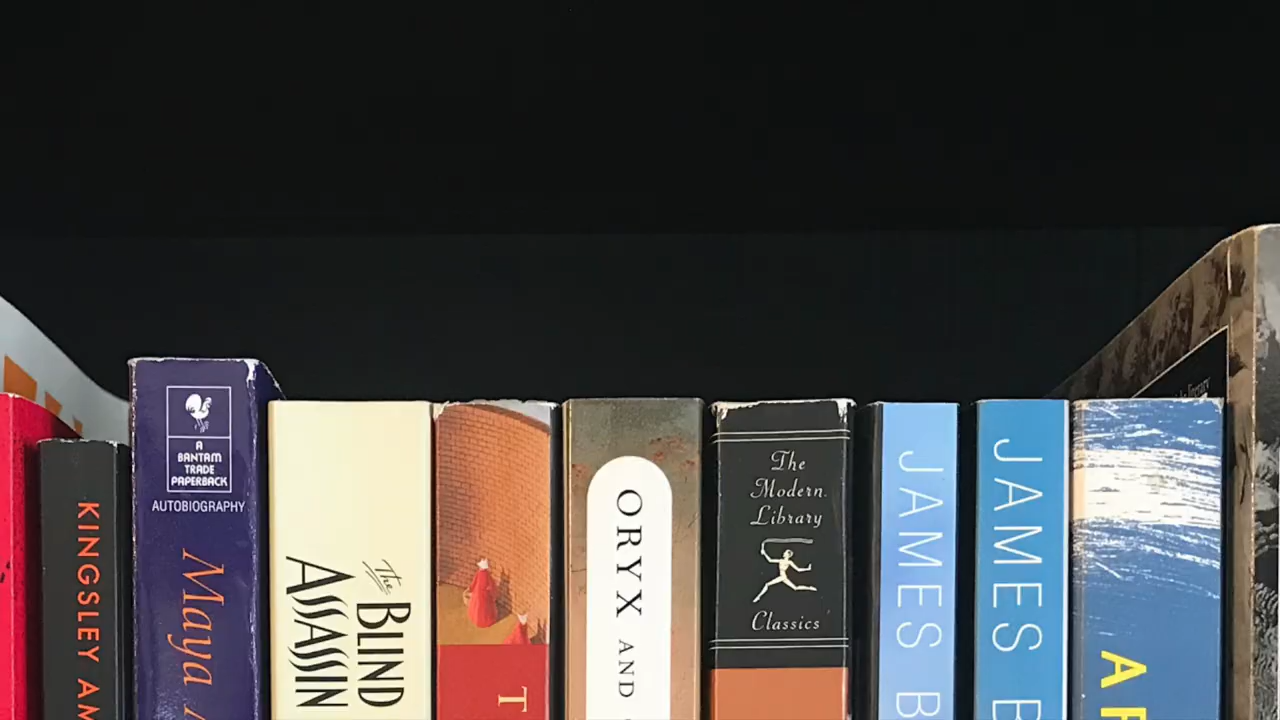 KINGSLEY AM
A
BANTAM
TRADE
PAPERBACK
AUTOBIOGRAPHY
Maya
The
BLIND
ASSASSIN
T
ORYX AND
The
Modern
Library
Classics
JAMES B
JAMES B
A F